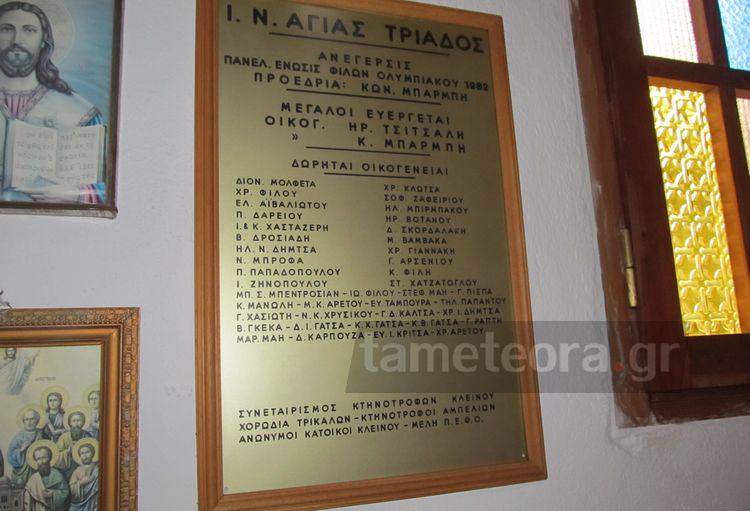 Ι. Ν. ΑΓΙΑΣ ΤΡΙΑΔΟΣ
ΑΝΕΓΕΡΣΙΣ
ΠΑΝΕΛ. ΕΝΩΣΙΣ ΦΙΛΩΝ ΟΛΥΜΠΙΑΚΟΥ 1982
ΠΡΟΕΔΡΙΑ: ΚΩΝ. ΜΠΑΡΜΠΗ
ΜΕΓΑΛΟΙ ΕΥΕΡΓΕΤΑΙ
ΟΙΚΟΓ. ΗΡ. ΤΣΙΤΣΑΛΗ
» Κ. ΜΠΑΡΜΠΗ
ΔΩΡΗΤΑΙ ΟΙΚΟΓΕΝΕΙΑΙ
ΔΙΟΝ. ΜΟΛΦΕΤΑ ΧΡ. ΚΛΩΤΣΑ
ΧΡ. ΦΙΛΟΥ ΣΟΦ. ΖΑΦΕΙΡΙΟΥ
ΕΛ. ΑΪΒΑΛΙΩΤΟΥ ΗΛ. ΜΠΙΡΜΠΑΚΟΥ
Π. ΔΑΡΕΙΟΥ ΗΡ. ΒΟΤΑΝΟΥ
Ι. & Κ. ΧΑΣΤΑΖΕΡΗ Δ. ΣΚΟΡΔΑΛΑΚΗ
Β. ΔΡΟΣΙΑΔΗ Μ. ΒΑΜΒΑΚΑ
ΗΛ. Ν. ΔΗΜΤΣΑ ΧΡ. ΓΙΑΝΝΑΚΗ
Ν. ΜΠΡΟΦΑ Γ. ΑΡΣΕΝΙΟΥ
Π. ΠΑΠΑΔΟΠΟΥΛΟΥ Κ. ΦΙΛΗ
Ι. ΖΗΝΟΠΟΥΛΟΥ ΣΤ. ΧΑΤΖΑΤΟΓΛΟΥ
ΜΠ. Σ. ΜΠΕΝΤΡΟΣΙΑΝ - ΙΩ. ΦΙΛΟΥ - ΣΤΕΦ. ΜΑΗ - Γ. ΠΙΣΠΑ
Κ. ΜΑΝΩΛΗ - Μ. Κ. ΑΡΕΤΟΥ - ΕΥ. ΤΑΜΠΟΥΡΑ - ΤΗΛ. ΠΑΠΑΝΤΟΥ
Γ. ΧΑΣΙΩΤΗ - Ν. Κ. ΧΡΥΣΙΚΟΥ - Γ. Δ. ΚΑΛΤΣΑ - ΧΡ. Ι. ΔΗΜΤΣΑ
Β. ΓΚΕΚΑ - Δ. Ι. ΓΑΤΣΑ - Κ. Χ. ΓΑΤΣΑ - Κ. Β. ΓΑΤΣΑ - Γ. ΡΑΠΤΗ
ΜΑΡ. ΜΑΗ - Δ. ΚΑΡΠΟΥΖΑ - ΕΥ. Ι. ΚΡΙΤΣΑ - ΧΡ. ΑΡΕΤΟΥ
tameteora.gr
ΣΥΝΕΤΑΙΡΙΣΜΟΣ ΚΤΗΝΟΤΡΟΦΩΝ ΚΛΕΙΝΟΥ
ΧΟΡΩΔΙΑ ΤΡΙΚΑΛΩΝ - ΚΤΗΝΟΤΡΟΦΟΙ ΑΜΠΕΛΙΩΝ
ΑΝΩΝΥΜΟΙ ΚΑΤΟΙΚΟΙ ΚΛΕΙΝΟΥ - ΜΕΛΗ Π.Ε.Φ.Ο.